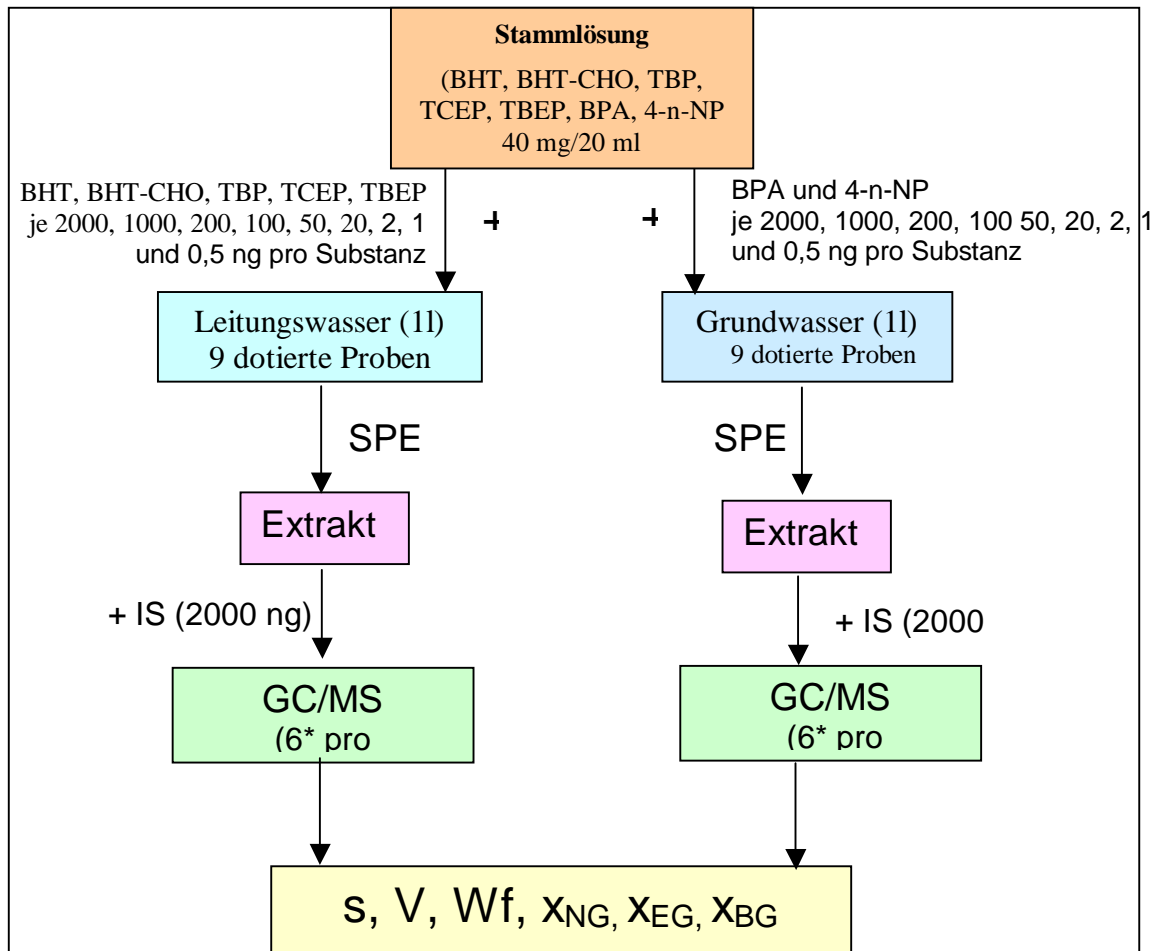 Stammlösung
(BHT, BHT-CHO, TBP,
TCEP, TBEP, BPA, 4-n-NP
40 mg/20 ml
BHT, BHT-CHO, TBP, TCEP, TBEP
je 2000, 1000, 200, 100, 50, 20, 2, 1
und 0,5 ng pro Substanz
+
+
BPA und 4-n-NP
je 2000, 1000, 200, 100 50, 20, 2, 1
und 0,5 ng pro Substanz
Leitungswasser (1l)
9 dotierte Proben
Grundwasser (1l)
9 dotierte Proben
SPE
SPE
Extrakt
Extrakt
+ IS (2000 ng)
+ IS (2000
GC/MS
(6* pro
GC/MS
(6* pro
s, V, Wf, xNG, xEG, xBG